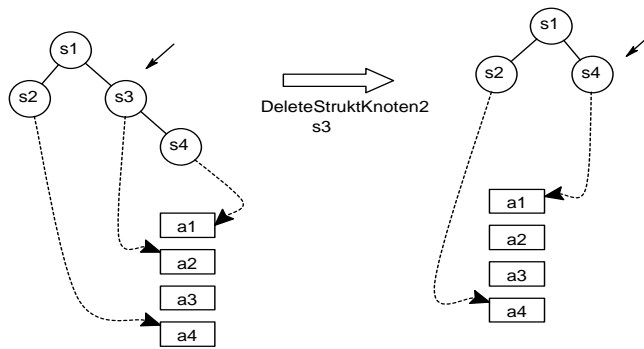 s1
s2
s3
s4
a1
a2
a3
a4
DeleteStruktKnoten2
s3
s1
s2
s4
a1
a2
a3
a4